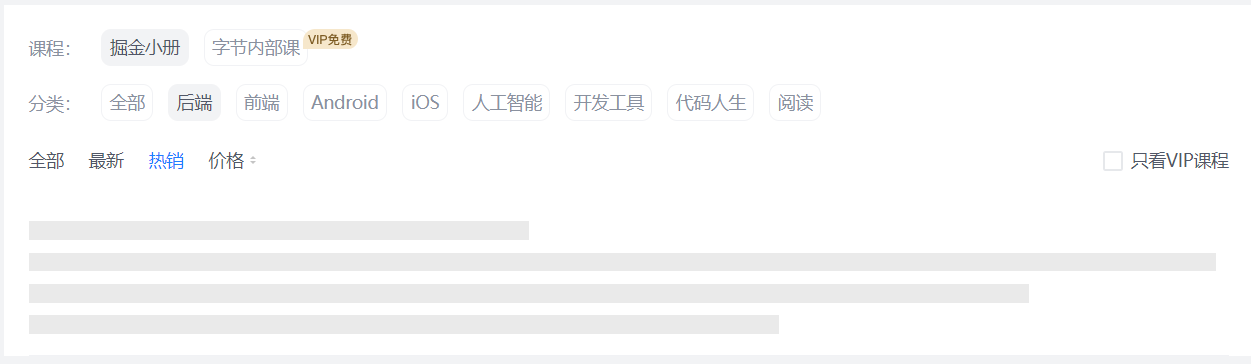 课程： 掘金小册 字节内部课 VIP免费
分类： 全部 后端 前端 Android iOS 人工智能 开发工具 代码人生 阅读
全部 最新 热销 价格 只看VIP课程